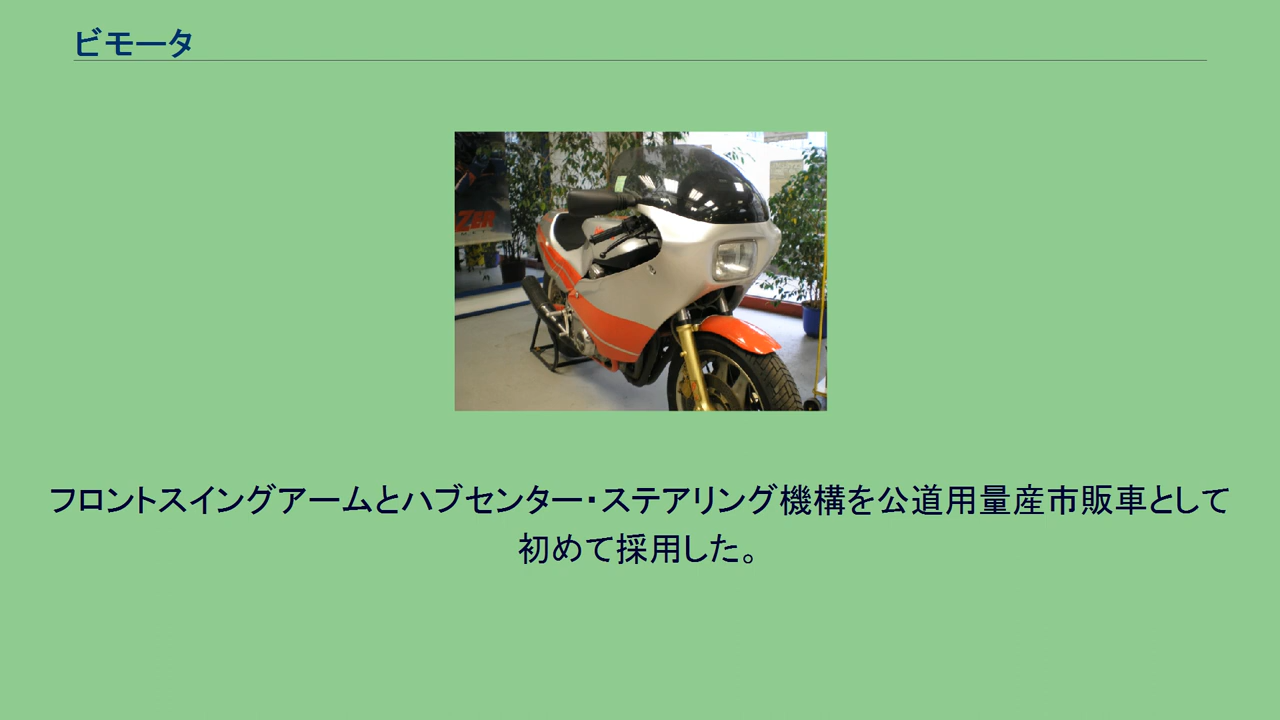 ビモータ
フロントスイングアームとハブセンター・ステアリング機構を公道用量産市販車として
初めて採用した。